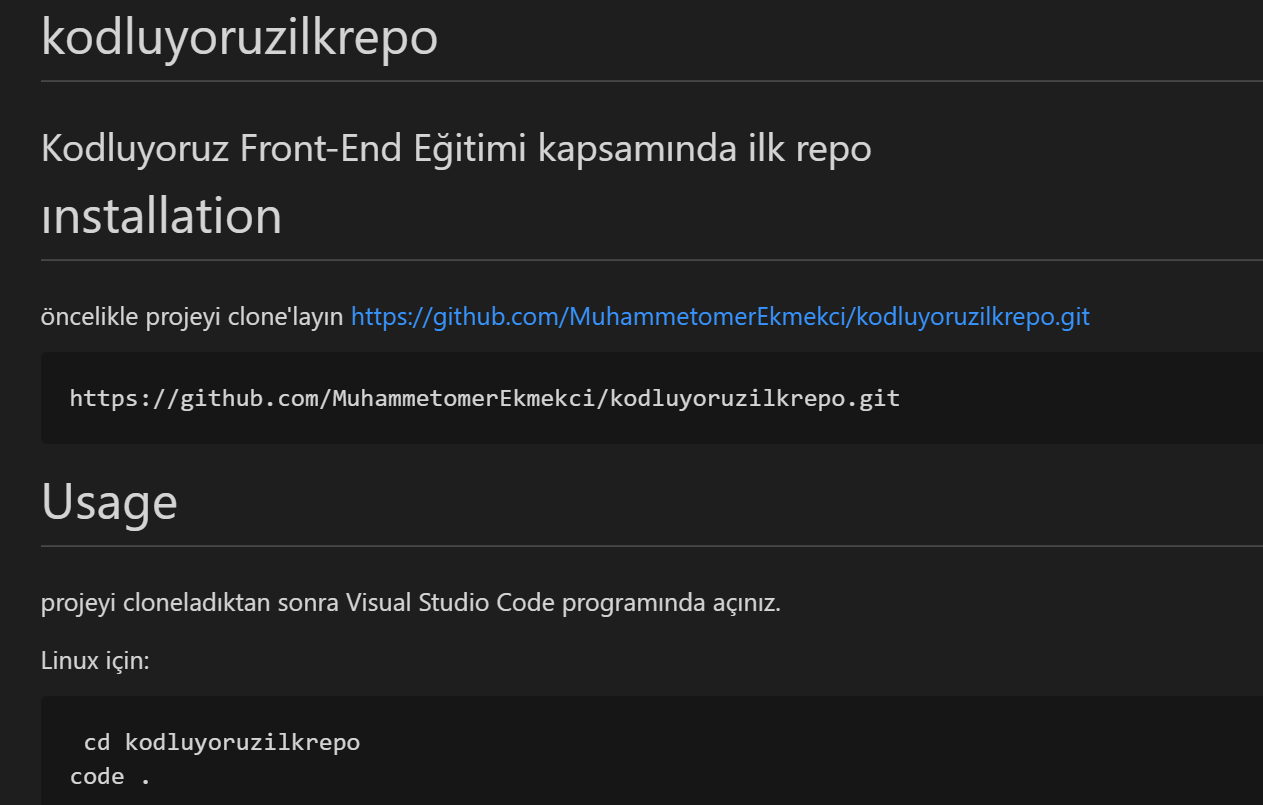 kodluyoruzilkrepo
Kodluyoruz Front-End Eğitimi kapsamında ilk repo
ınstallation
öncelikle projeyi clone'layın https://github.com/MuhammetomerEkmekci/kodluyoruzilkrepo.git
https://github.com/MuhammetomerEkmekci/kodluyoruzilkrepo.git
Usage
projeyi cloneladıktan sonra Visual Studio Code programında açınız.
Linux için:
cd kodluyoruzilkrepo
code .